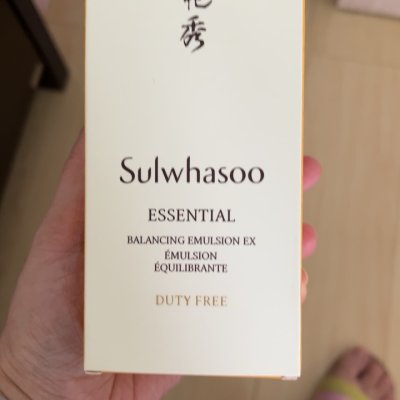 秀
Sulwhasoo
ESSENTIAL
BALANCING EMULSION EX
ÉMULSION
ÉQUILIBRANTE
DUTY FREE